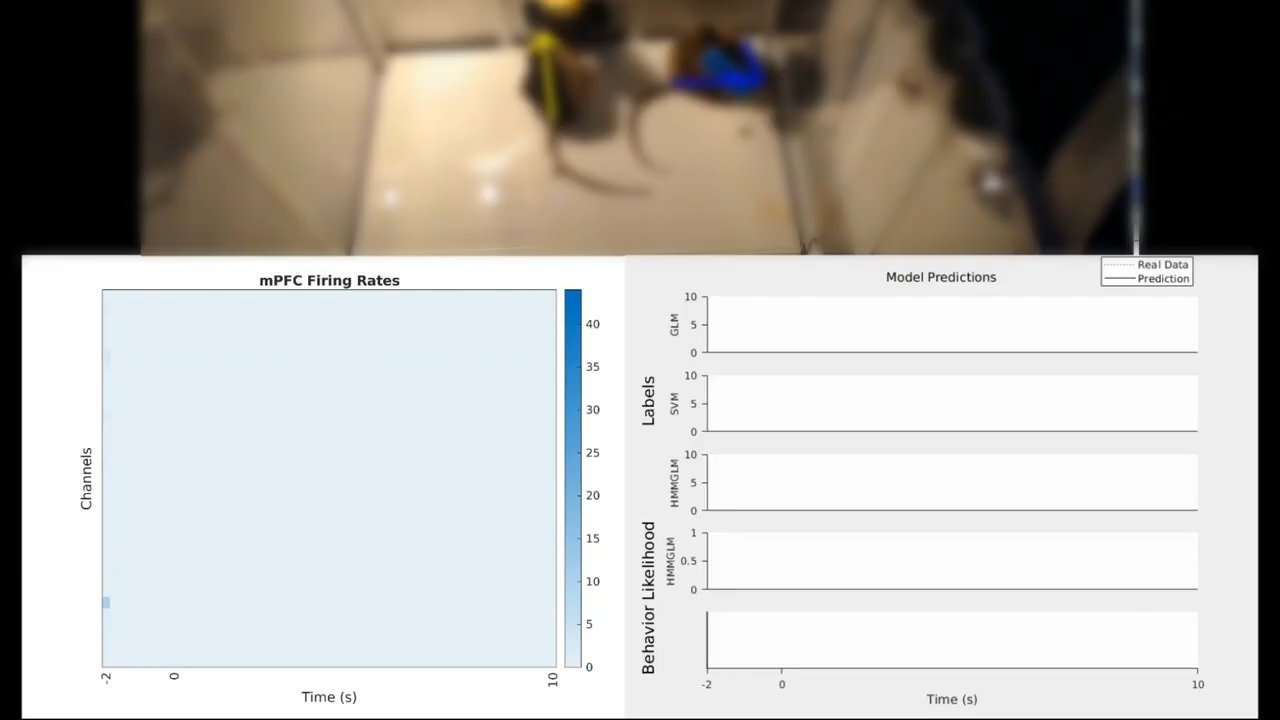 mPFC Firing Rates
Channels
40
35
30
25
20
15
10
5
0
-2
0
10
Time (s)
Real Data
Prediction
Model Predictions
Labels
GLM
10
5
0
SVM
10
5
0
HMMGLM
10
5
0
Behavior Likelihood
HMMGLM
1
0.5
0
-2
0
10
Time (s)